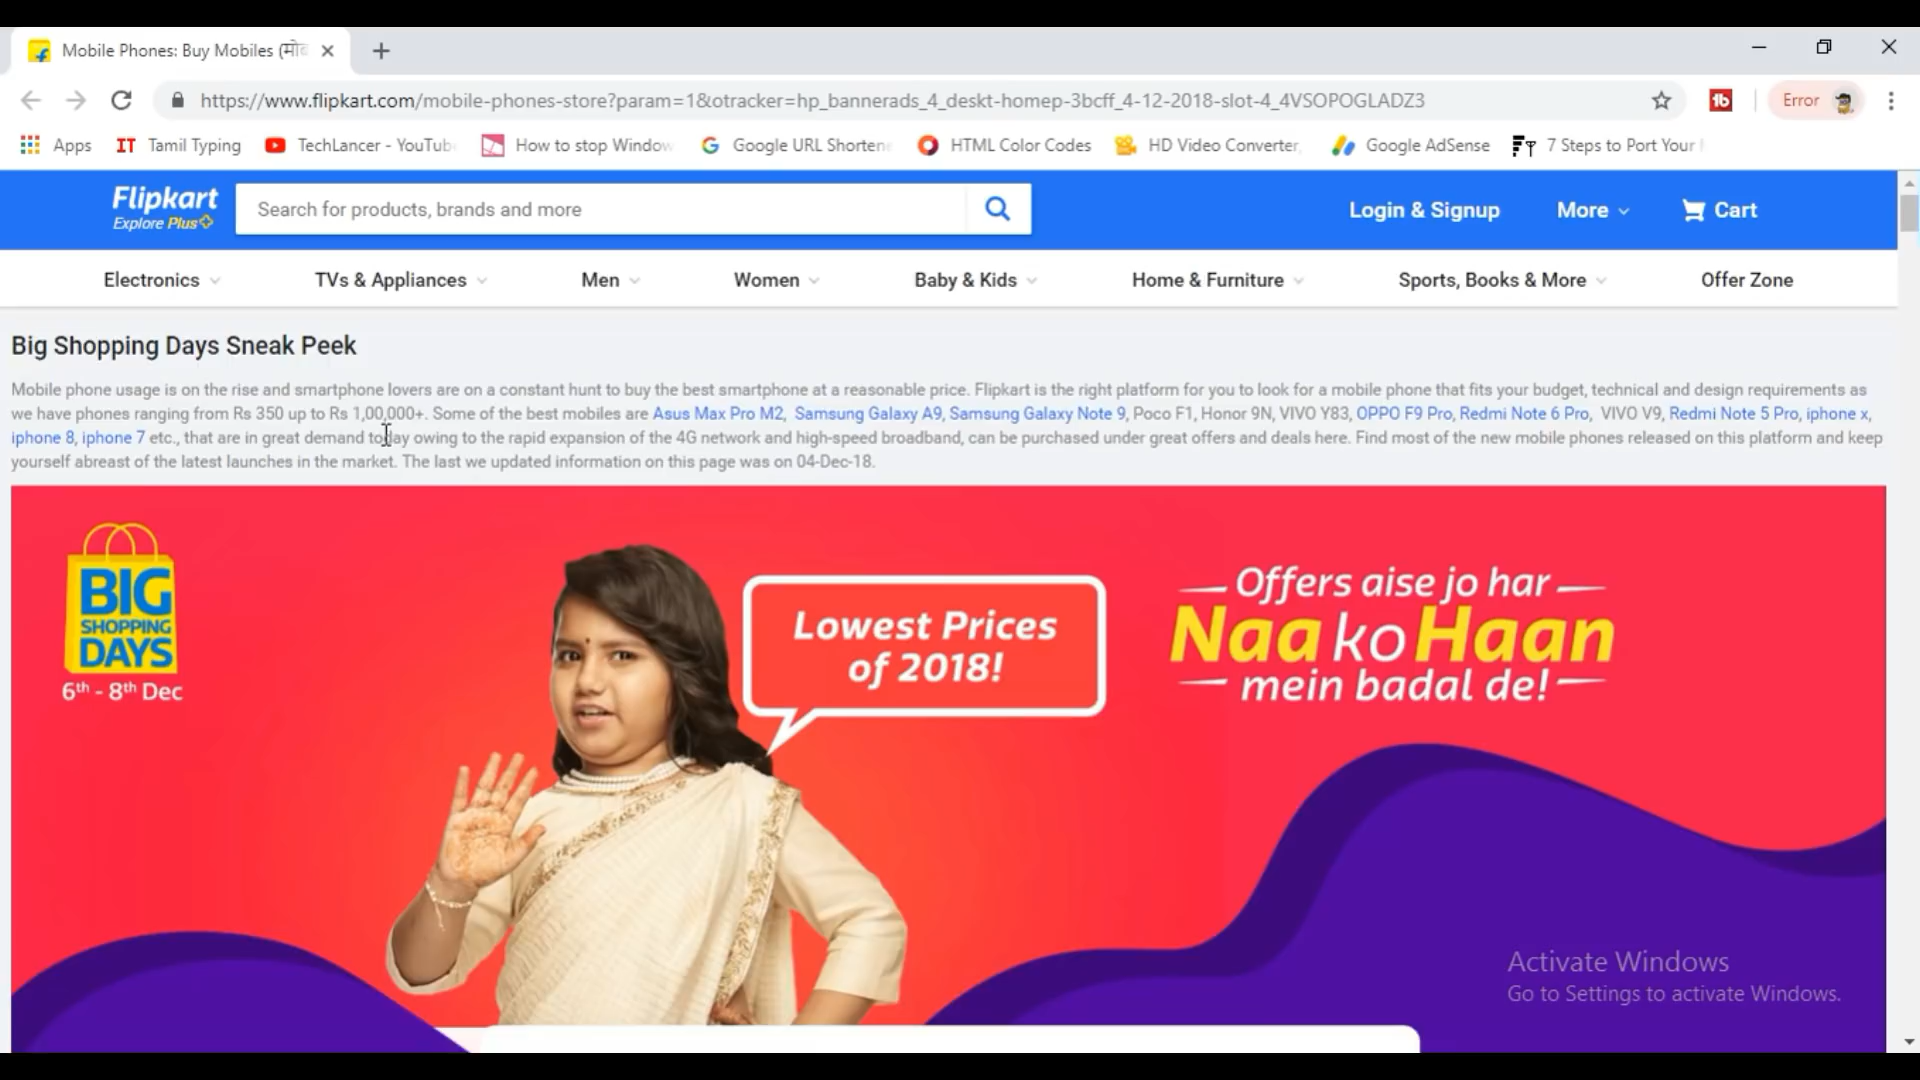 Mobile Phones: Buy Mobiles (मोब
https://www.flipkart.com/mobile-phones-store?param=1&otracker=hp_bannerads_4_deskt-homep-3bcff_4-12-2018-slot-4_4VSOPOGLADZ3
Error
Apps
IT Tamil Typing
TechLancer - YouTub
How to stop Window
Google URL Shorten
HTML Color Codes
HD Video Converter,
Google AdSense
7 Steps to Port Your
Flipkart
Explore Plus
Search for products, brands and more
Login & Signup
More
Cart
Electronics
TVs & Appliances
Men
Women
Baby & Kids
Home & Furniture
Sports, Books & More
Offer Zone
Big Shopping Days Sneak Peek
Mobile phone usage is on the rise and smartphone lovers are on a constant hunt to buy the best smartphone at a reasonable price. Flipkart is the right platform for you to look for a mobile phone that fits your budget, technical and design requirements as
we have phones ranging from Rs 350 up to Rs 1,00,000+. Some of the best mobiles are Asus Max Pro M2, Samsung Galaxy A9, Samsung Galaxy Note 9, Poco F1, Honor 9N, VIVO Y83, OPPO F9 Pro, Redmi Note 6 Pro, VIVO V9, Redmi Note 5 Pro, iphone x,
iphone 8, iphone 7 etc., that are in great demand today owing to the rapid expansion of the 4G network and high-speed broadband, can be purchased under great offers and deals here. Find most of the new mobile phones released on this platform and keep
yourself abreast of the latest launches in the market. The last we updated information on this page was on 04-Dec-18.
BIG
SHOPPING
DAYS
6th - 8th Dec
Lowest Prices
of 2018!
Offers aise jo har
Naa ko Haan
mein badal de!
Activate Windows
Go to Settings to activate Windows.